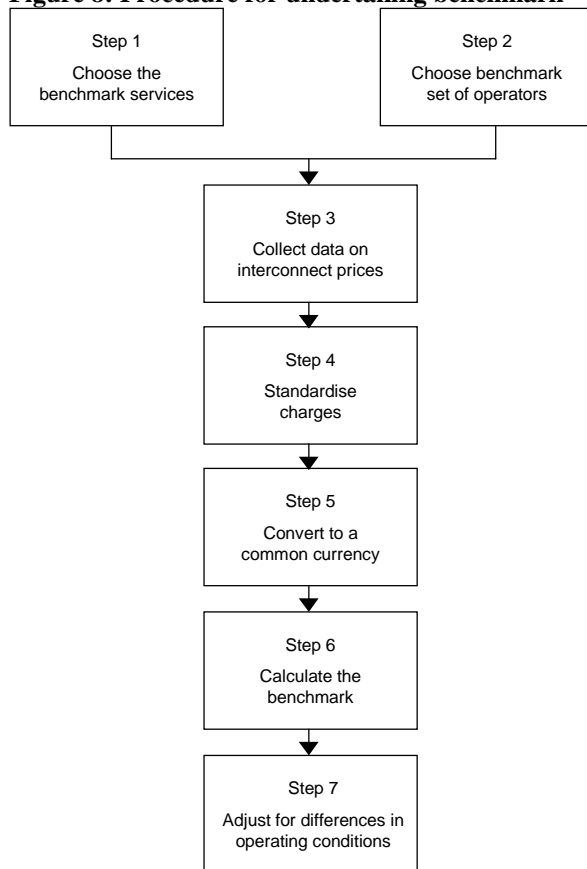 Figure 8. Procedure for undertaking benchmark
Step 1
Choose the
benchmark services
Step 2
Choose benchmark
set of operators
Step 3
Collect data on
interconnect prices
Step 4
Standardise
charges
Step 5
Convert to a
common currency
Step 6
Calculate the
benchmark
Step 7
Adjust for differences in
operating conditions